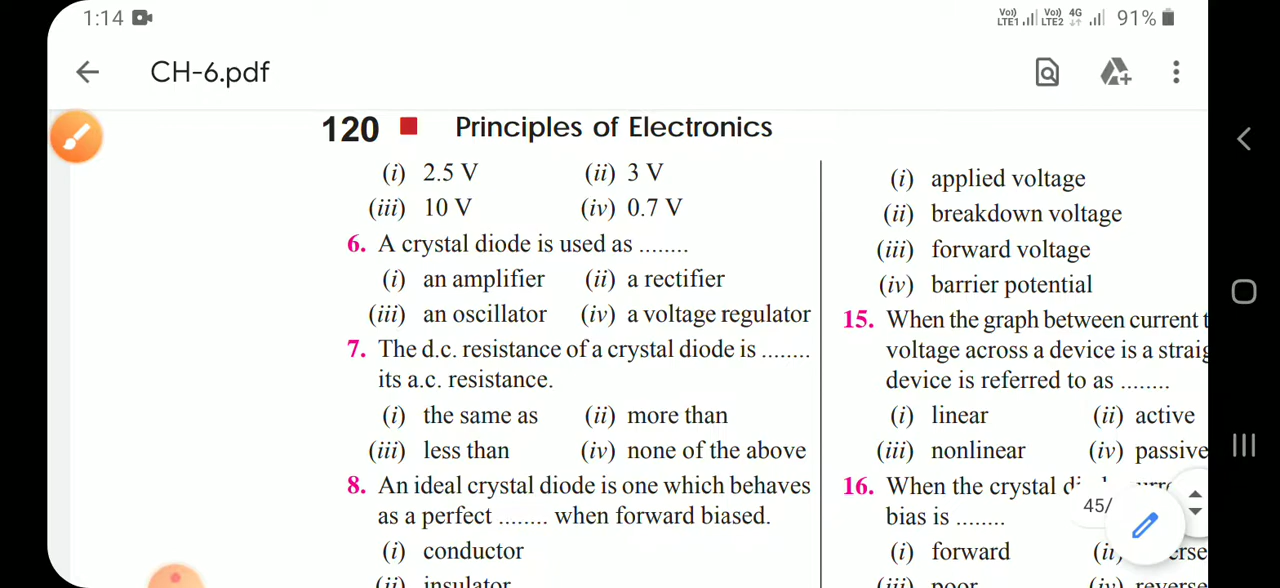 1:14
Vo)) LTE1 Vo)) LTE2 4G 91%
CH-6.pdf
120 Principles of Electronics
(i) 2.5 V (ii) 3 V
(iii) 10 V (iv) 0.7 V
6. A crystal diode is used as ........
(i) an amplifier (ii) a rectifier
(iii) an oscillator (iv) a voltage regulator
7. The d.c. resistance of a crystal diode is ........
its a.c. resistance.
(i) the same as (ii) more than
(iii) less than (iv) none of the above
8. An ideal crystal diode is one which behaves
as a perfect ........ when forward biased.
(i) conductor
(ii) insulator
(i) applied voltage
(ii) breakdown voltage
(iii) forward voltage
(iv) barrier potential
15. When the graph between current
voltage across a device is a
device is referred to as ........
(i) linear (ii) active
(iii) nonlinear (iv) passive
16. When the crystal
bias is ........
(i) forward
(iii) poor (iv) reverse
45/